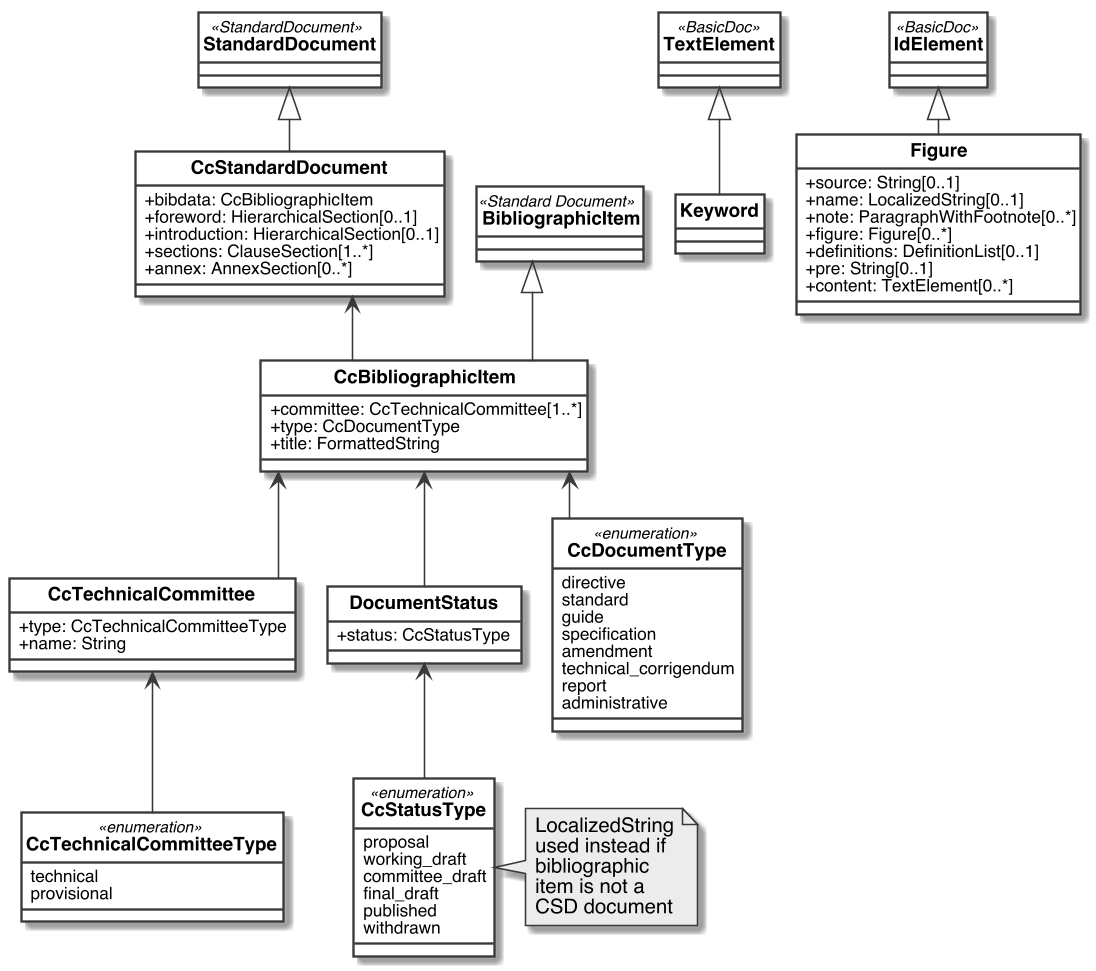 «StandardDocument»
StandardDocument
«BasicDoc»
TextElement
«BasicDoc»
IdElement
CcStandardDocument
+bibdata: CcBibliographicItem
+foreword: HierarchicalSection[0..1]
+introduction: HierarchicalSection[0..1]
+sections: ClauseSection[1..*]
+annex: AnnexSection[0..*]
«Standard Document»
BibliographicItem
Keyword
Figure
+source: String[0..1]
+name: LocalizedString[0..1]
+note: ParagraphWithFootnote[0..*]
+figure: Figure[0..*]
+definitions: DefinitionList[0..1]
+pre: String[0..1]
+content: TextElement[0..*]
CcBibliographicItem
+committee: CcTechnicalCommittee[1..*]
+type: CcDocumentType
+title: FormattedString
CcTechnicalCommittee
+type: CcTechnicalCommitteeType
+name: String
DocumentStatus
+status: CcStatusType
«enumeration»
CcDocumentType
directive
standard
guide
specification
amendment
technical_corrigendum
report
administrative
«enumeration»
CcTechnicalCommitteeType
technical
provisional
«enumeration»
CcStatusType
proposal
working_draft
committee_draft
final_draft
published
withdrawn
LocalizedString
used instead if
bibliographic
item is not a
CSD document